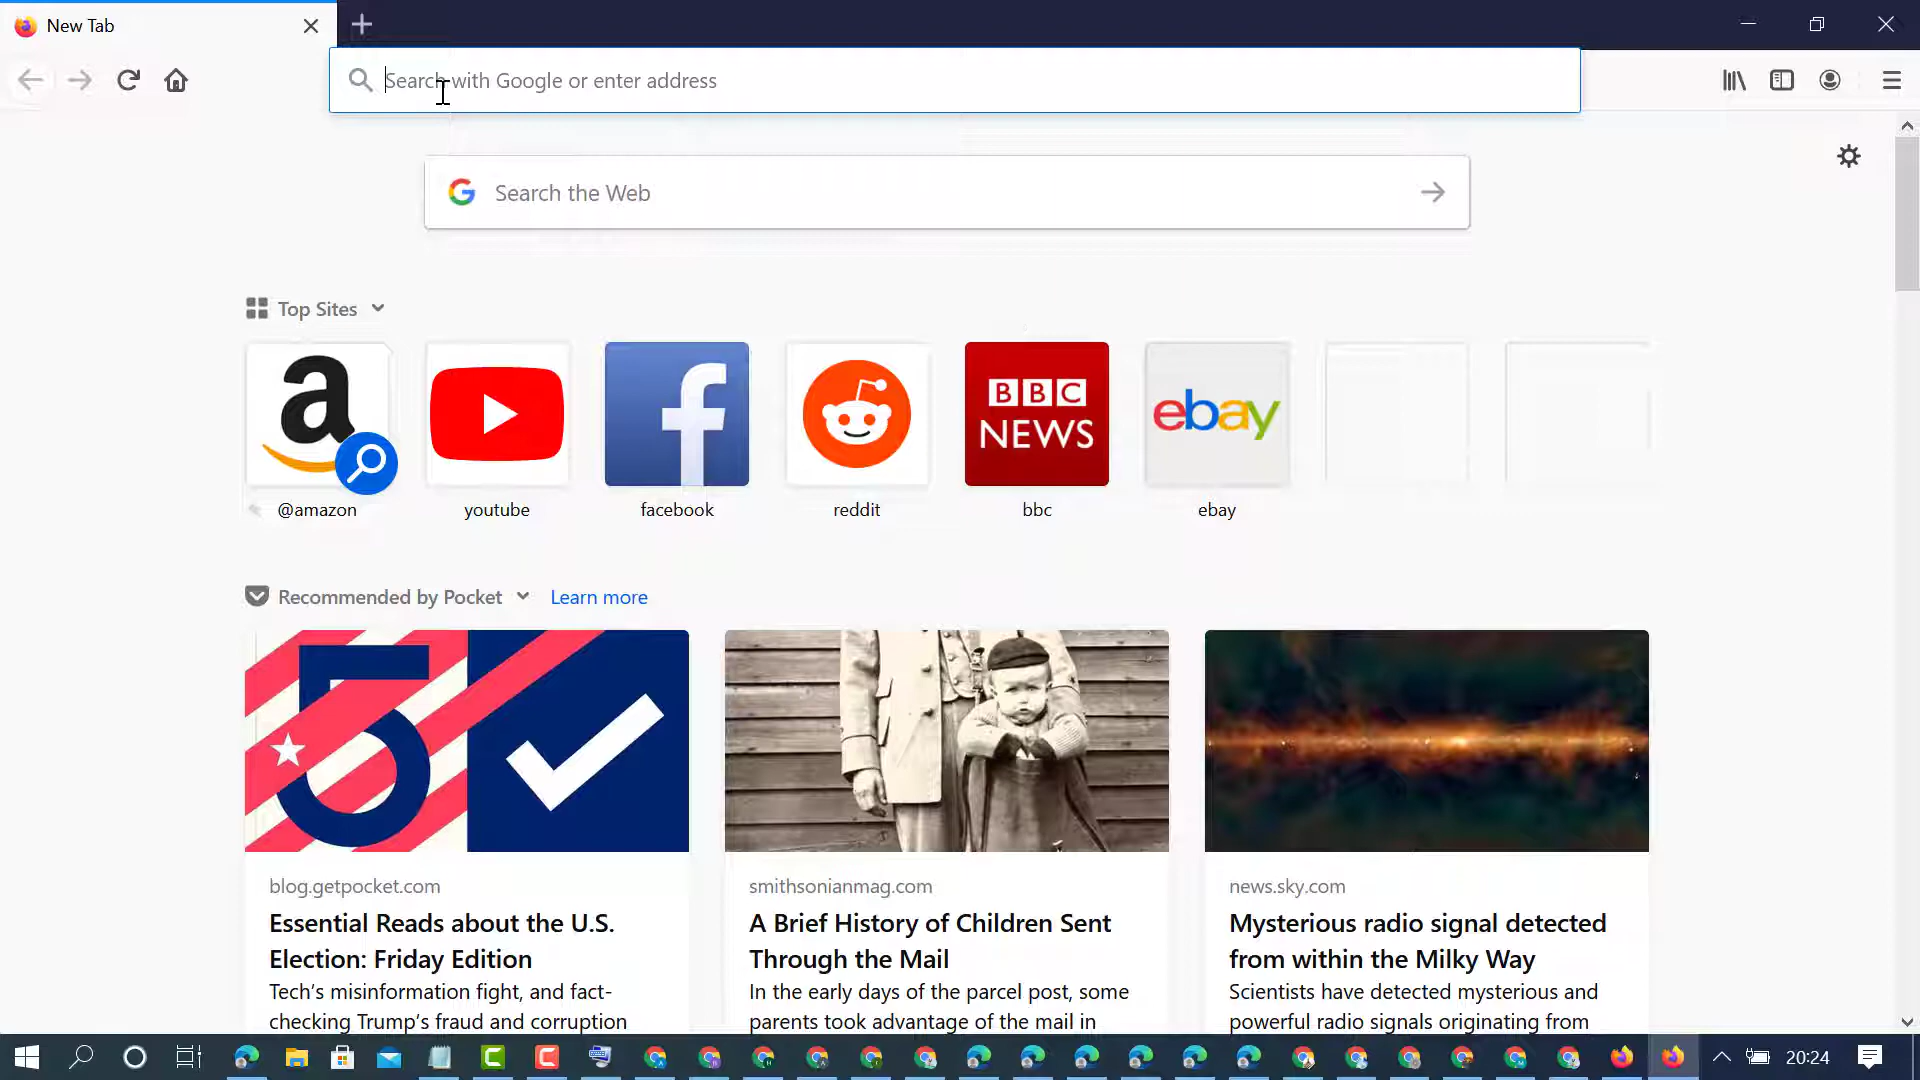 New Tab
Search with Google or enter address
Search the Web
Top Sites
a
f
BBC
NEWS
ebay
@amazon
youtube
facebook
reddit
bbc
ebay
Recommended by Pocket
Learn more
5
blog.getpocket.com
Essential Reads about the U.S.
Election: Friday Edition
Tech's misinformation fight, and fact-
checking Trump's fraud and corruption
smithsonianmag.com
A Brief History of Children Sent
Through the Mail
In the early days of the parcel post, some
parents took advantage of the mail in
news.sky.com
Mysterious radio signal detected
from within the Milky Way
Scientists have detected mysterious and
powerful radio signals originating from
20:24